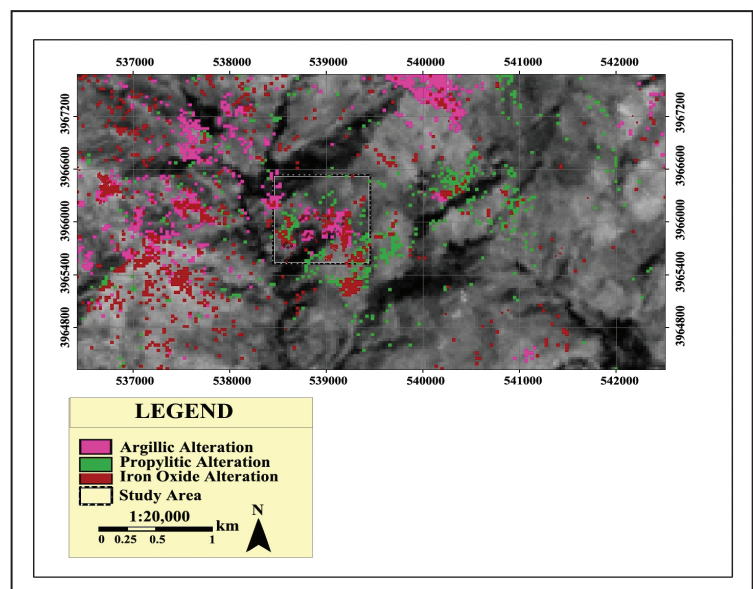 537000 538000 539000 540000 541000 542000
3967200 3967200
3966600 3966600
3966000 3966000
3965400 3965400
3964800 3964800
537000 538000 539000 540000 541000 542000
LEGEND
Argillic Alteration
Propylitic Alteration
Iron Oxide Alteration
Study Area
1:20,000
km
0 0.25 0.5 1
N